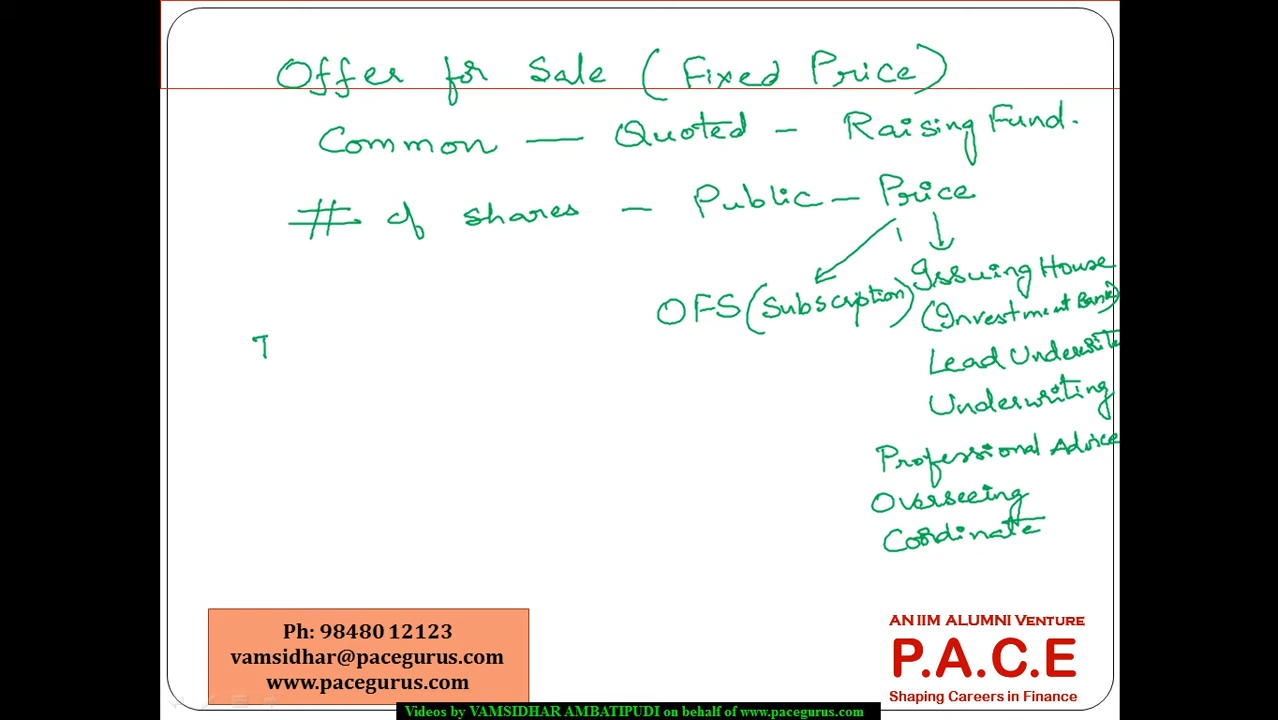 Offer for Sale (Fixed Price)
Common — Quoted - Raising Fund.
# of shares — Public - Price
OFS (Subscription)
Issuing House
(Investment Bank)
Lead Underwrite
Underwriting
Professional Advice
Overseeing
Coordinate
T
Ph: 98480 12123
vamsidhar@pacegurus.com
www.pacegurus.com
AN IIM ALUMNI VENTURE
P.A.C.E
Shaping Careers in Finance
Videos by VAMSIDHAR AMBATIPUDI on behalf of www.pacegurus.com